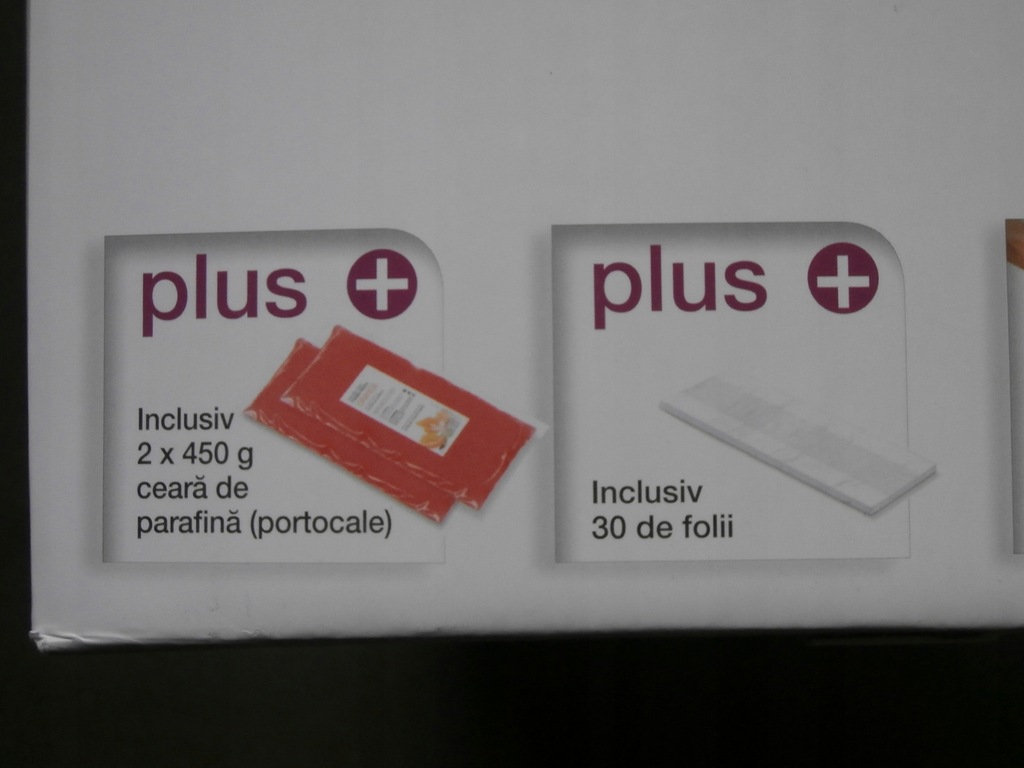 plus
Inclusiv
2 x 450 g
ceară de
parafină (portocale)
plus
Inclusiv
30 de folii